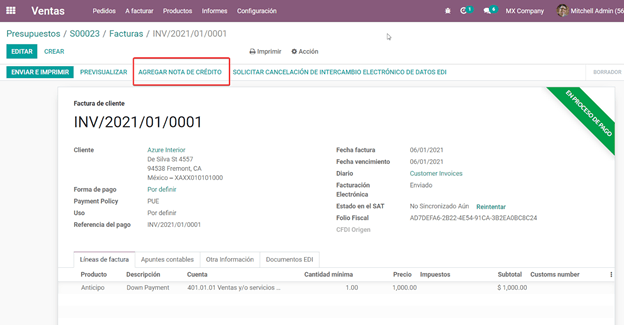 Ventas Pedidos A facturar Productos Informes Configuración 1 6 MX Company Mitchell Admin (56
Presupuestos / S00023 / Facturas / INV/2021/01/0001
EDITAR CREAR Imprimir Acción
ENVIAR E IMPRIMIR PREVISUALIZAR AGREGAR NOTA DE CRÉDITO SOLICITAR CANCELACIÓN DE INTERCAMBIO ELECTRÓNICO DE DATOS EDI BORRADOR
EN PROCESO DE PAGO
Factura de cliente
INV/2021/01/0001
Cliente Azure Interior Fecha factura 06/01/2021
De Silva St 4557 Fecha vencimiento 06/01/2021
94538 Fremont, CA Diario Customer Invoices
México – XAXX010101000 Facturación Electrónica Enviado
Forma de pago Por definir
Payment Policy PUE Estado en el SAT No Sincronizado Aún Reintentar
Uso Por definir Folio Fiscal AD7DEFA6-2B22-4E54-91CA-3B2EA0BC8C24
Referencia del pago INV/2021/01/0001 CFDI Origen
Líneas de factura Apuntes contables Otra Información Documentos EDI
Producto Descripción Cuenta Cantidad mínima Precio Impuestos Subtotal Customs number
Anticipo Down Payment 401.01.01 Ventas y/o servicios ... 1.00 1,000.00 $ 1,000.00